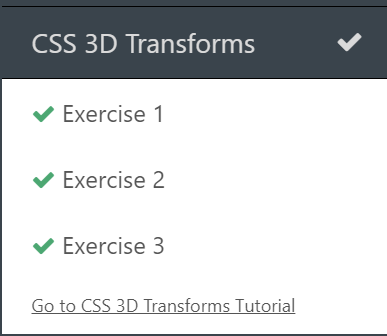 CSS 3D Transforms
Exercise 1
Exercise 2
Exercise 3
Go to CSS 3D Transforms Tutorial